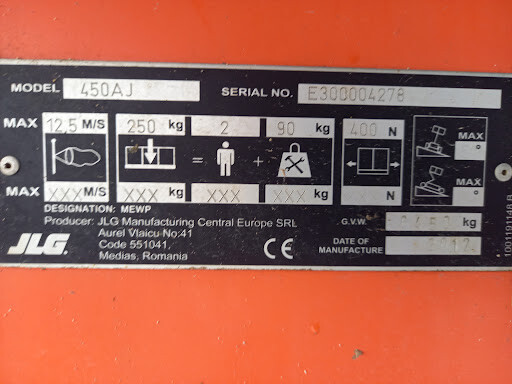 MODEL 450AJ SERIAL NO. E300004278
MAX 12,5 M/S 250 kg = 2 + 90 kg 400 N MAX °
MAX °
MAX XXX M/S XXX kg XXX XXX kg XXX N
DESIGNATION: MEWP
Producer: JLG Manufacturing Central Europe SRL
Aurel Vlaicu No:41
Code 551041,
Medias, Romania
JLG. CE
G.V.W. kg
DATE OF
MANUFACTURE
1001191148 B